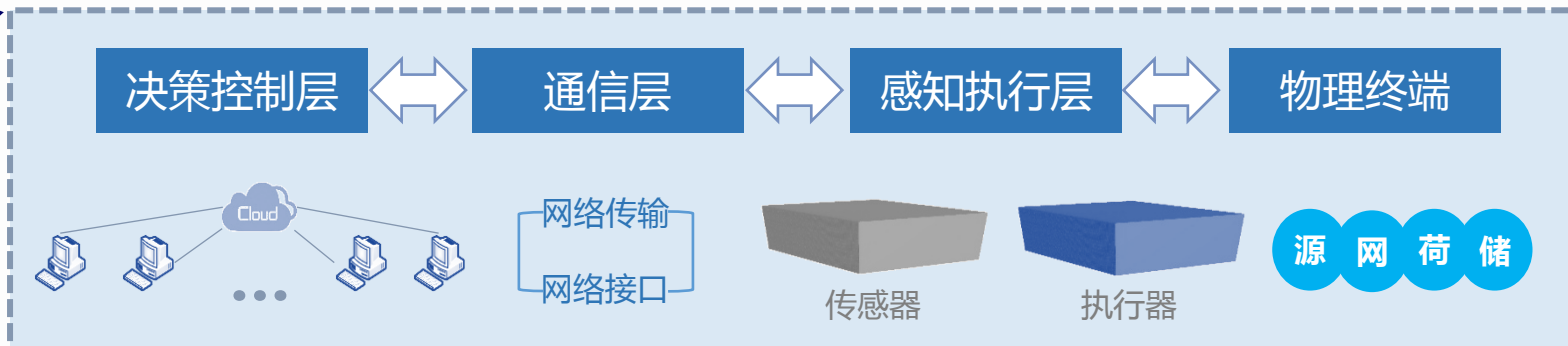 决策控制层
通信层
感知执行层
物理终端
Cloud
网络传输
网络接口
传感器
执行器
源 网 荷 储